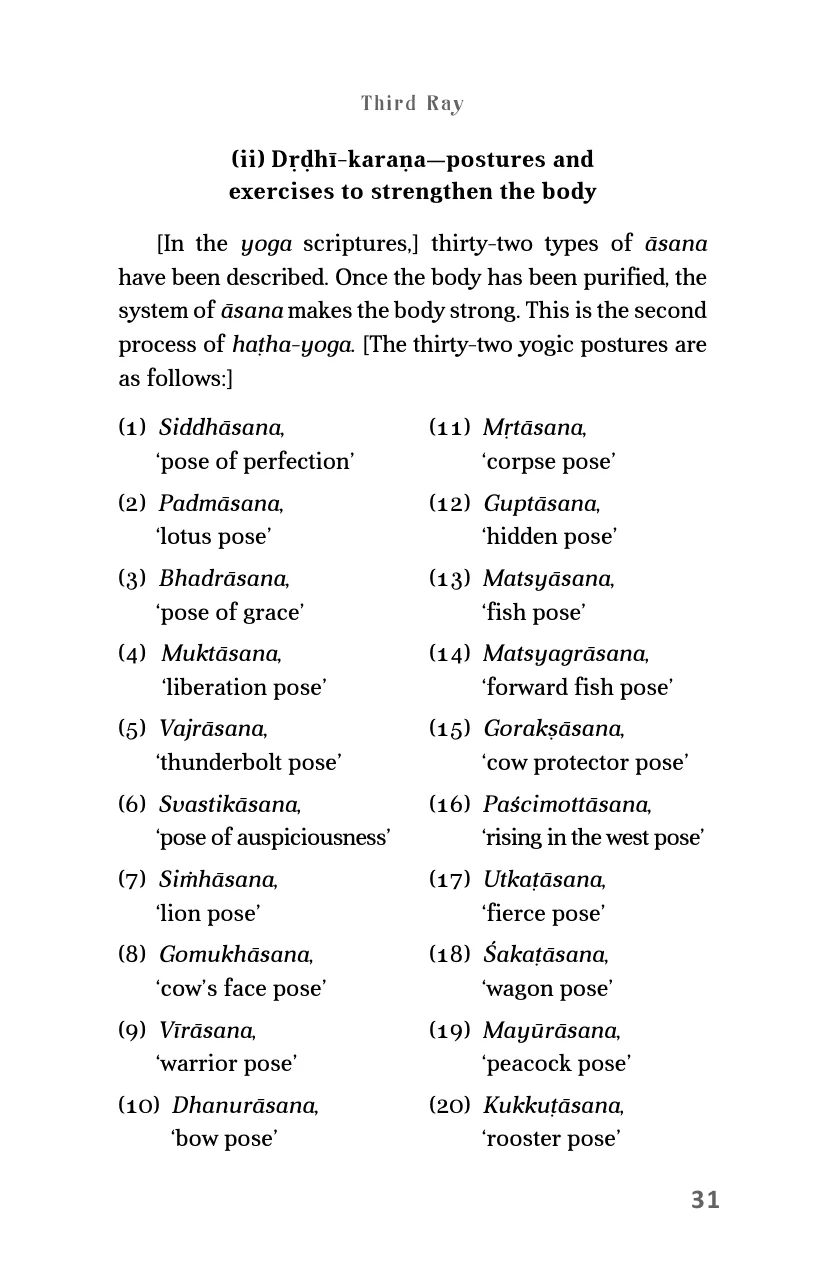 Third Ray
(ii) Dṛḍhī-karaṇa—postures and
exercises to strengthen the body
[In the yoga scriptures,] thirty-two types of āsana
have been described. Once the body has been purified, the
system of āsana makes the body strong. This is the second
process of haṭha-yoga. [The thirty-two yogic postures are
as follows:]
(1) Siddhāsana,
‘pose of perfection’
(2) Padmāsana,
‘lotus pose’
(3) Bhadrāsana,
‘pose of grace’
(4) Muktāsana,
‘liberation pose’
(5) Vajrāsana,
‘thunderbolt pose’
(6) Svastikāsana,
‘pose of auspiciousness’
(7) Siṁhāsana,
‘lion pose’
(8) Gomukhāsana,
‘cow’s face pose’
(9) Vīrāsana,
‘warrior pose’
(10) Dhanurāsana,
‘bow pose’
(11) Mṛtāsana,
‘corpse pose’
(12) Guptāsana,
‘hidden pose’
(13) Matsyāsana,
‘fish pose’
(14) Matsyagrāsana,
‘forward fish pose’
(15) Gorakṣāsana,
‘cow protector pose’
(16) Paścimottāsana,
‘rising in the west pose’
(17) Utkaṭāsana,
‘fierce pose’
(18) Śakaṭāsana,
‘wagon pose’
(19) Mayūrāsana,
‘peacock pose’
(20) Kukkuṭāsana,
‘rooster pose’
31